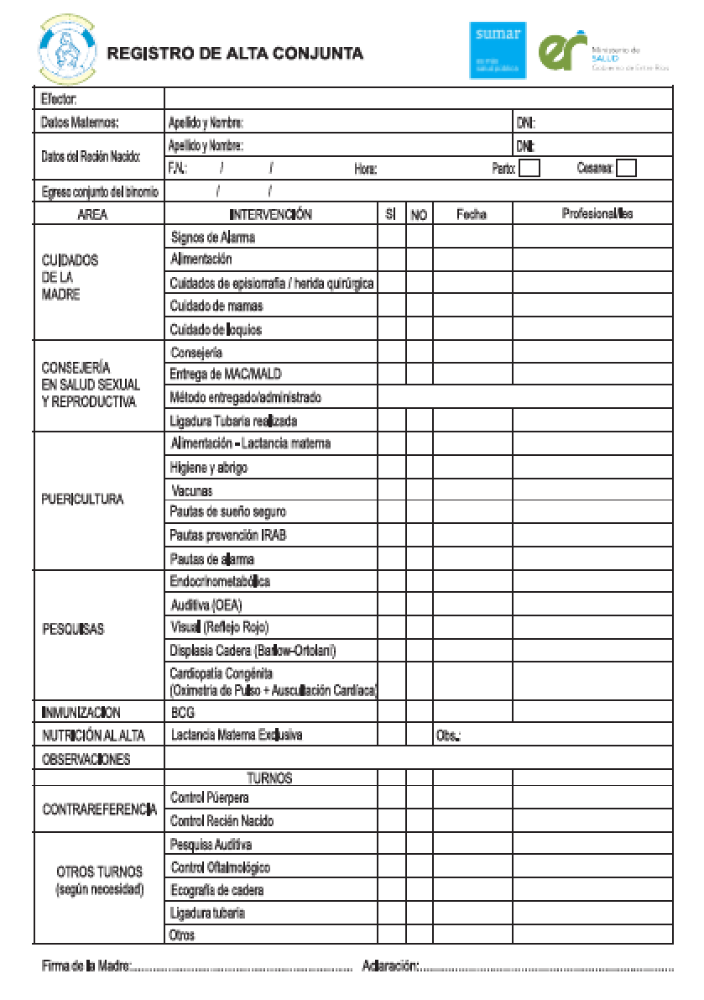 REGISTRO DE ALTA CONJUNTA
sumar
Ministerio de
SALUD
Gobierno de Entre Ríos
Efector:
Datos Maternos: Apellido y Nombre: DNI:
Datos del Recién Nacido: Apellido y Nombre: DNI:
F.N.: / / Hora: Parto: Cesarea:
Egreso conjunto del binomio / /
AREA INTERVENCIÓN SÍ NO Fecha Profesional/les
CUIDADOS
DE LA
MADRE
Signos de Alarma
Alimentación
Cuidados de episiorrafia / herida quirúrgica
Cuidado de mamas
Cuidado de loquios
CONSEJERÍA
EN SALUD SEXUAL
Y REPRODUCTIVA
Consejería
Entrega de MAC/MALD
Método entregado/administrado
Ligadura Tubaria realizada
PUERICULTURA
Alimentación - Lactancia materna
Higiene y abrigo
Vacunas
Pautas de sueño seguro
Pautas prevención IRAB
Pautas de alarma
PESQUISAS
Endocrinometabólica
Auditiva (OEA)
Visual (Reflejo Rojo)
Displasia Cadera (Barlow-Ortolani)
Cardiopatía Congénita
(Oximetria de Pulso + Auscultación Cardíaca)
INMUNIZACION BCG
NUTRICIÓN AL ALTA Lactancia Materna Exclusiva Obs.:
OBSERVACIONES
TURNOS
CONTRAREFERENCIA
Control Púerpera
Control Recién Nacido
OTROS TURNOS
(según necesidad)
Pesquisa Auditiva
Control Oftalmológico
Ecografía de cadera
Ligadura tubaria
Otros
Firma de la Madre: Aclaración: